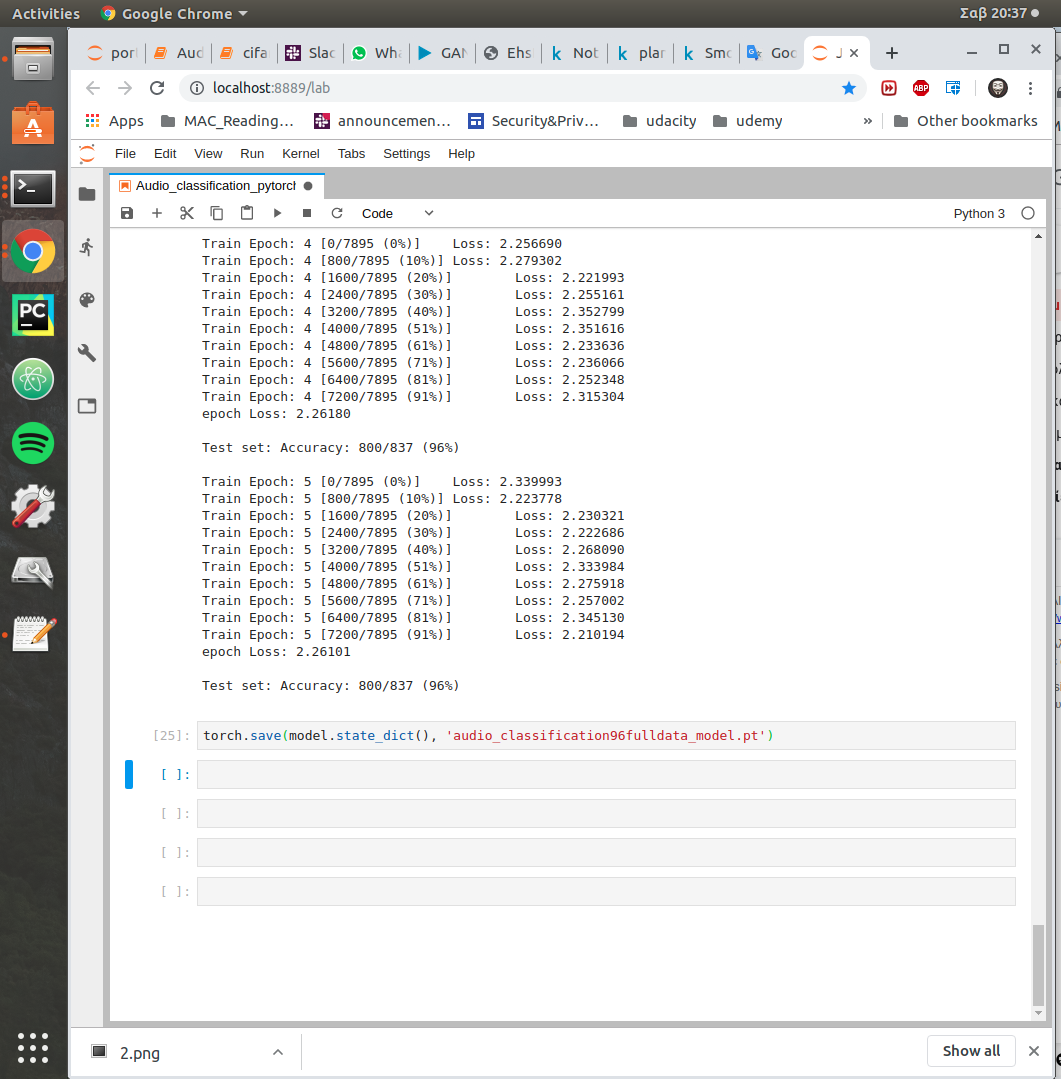 Activities Google Chrome Σαβ 20:37
por Aud cifa Slac Wha GAN Ehs Not plan Smo Goo J
localhost:8889/lab ABP
Apps MAC_Reading... announcemen... Security&Priv... udacity udemy » Other bookmarks
File Edit View Run Kernel Tabs Settings Help
Audio_classification_pytorch
Code Python 3
Train Epoch: 4 [0/7895 (0%)] Loss: 2.256690
Train Epoch: 4 [800/7895 (10%)] Loss: 2.279302
Train Epoch: 4 [1600/7895 (20%)] Loss: 2.221993
Train Epoch: 4 [2400/7895 (30%)] Loss: 2.255161
Train Epoch: 4 [3200/7895 (40%)] Loss: 2.352799
Train Epoch: 4 [4000/7895 (51%)] Loss: 2.351616
Train Epoch: 4 [4800/7895 (61%)] Loss: 2.233636
Train Epoch: 4 [5600/7895 (71%)] Loss: 2.236066
Train Epoch: 4 [6400/7895 (81%)] Loss: 2.252348
Train Epoch: 4 [7200/7895 (91%)] Loss: 2.315304
epoch Loss: 2.26180
Test set: Accuracy: 800/837 (96%)
Train Epoch: 5 [0/7895 (0%)] Loss: 2.339993
Train Epoch: 5 [800/7895 (10%)] Loss: 2.223778
Train Epoch: 5 [1600/7895 (20%)] Loss: 2.230321
Train Epoch: 5 [2400/7895 (30%)] Loss: 2.222686
Train Epoch: 5 [3200/7895 (40%)] Loss: 2.268090
Train Epoch: 5 [4000/7895 (51%)] Loss: 2.333984
Train Epoch: 5 [4800/7895 (61%)] Loss: 2.275918
Train Epoch: 5 [5600/7895 (71%)] Loss: 2.257002
Train Epoch: 5 [6400/7895 (81%)] Loss: 2.345130
Train Epoch: 5 [7200/7895 (91%)] Loss: 2.210194
epoch Loss: 2.26101
Test set: Accuracy: 800/837 (96%)
[25]: torch.save(model.state_dict(), 'audio_classification96fulldata_model.pt')
[ ]:
[ ]:
[ ]:
[ ]:
PC
2.png Show all